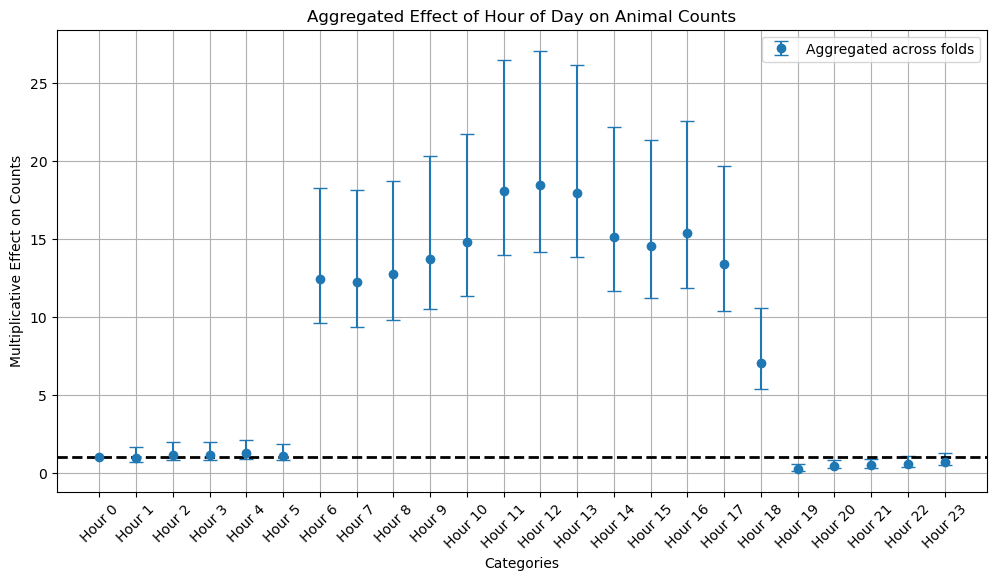 Aggregated Effect of Hour of Day on Animal Counts
Aggregated across folds
Multiplicative Effect on Counts
25
20
15
10
5
0
Hour 0
Hour 1
Hour 2
Hour 3
Hour 4
Hour 5
Hour 6
Hour 7
Hour 8
Hour 9
Hour 10
Hour 11
Hour 12
Hour 13
Hour 14
Hour 15
Hour 16
Hour 17
Hour 18
Hour 19
Hour 20
Hour 21
Hour 22
Hour 23
Categories